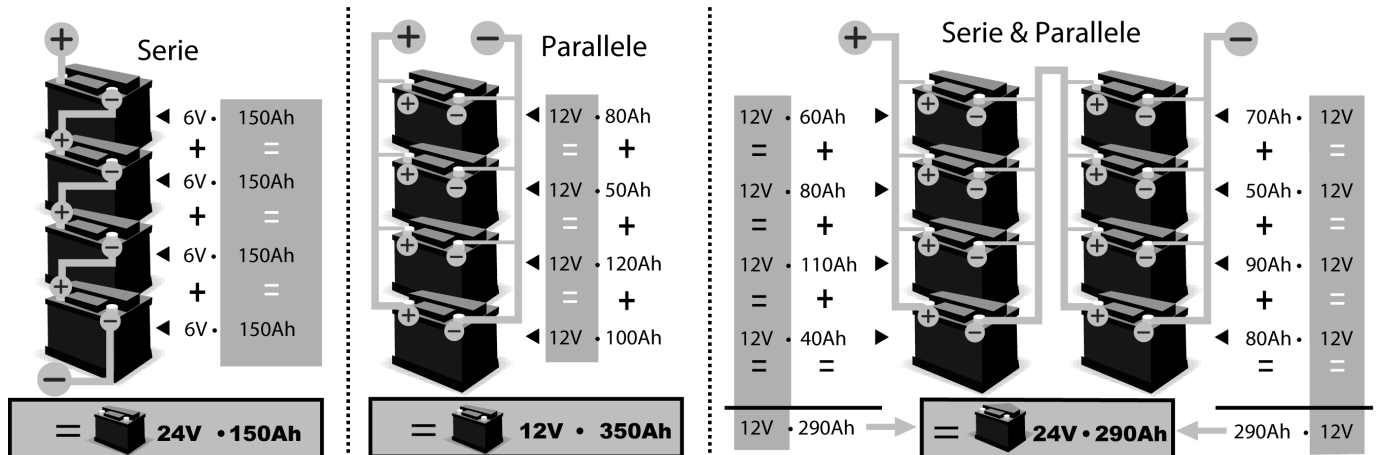 +
Serie
−
+
6V · 150Ah
+ =
−
+
6V · 150Ah
+ =
−
+
6V · 150Ah
+ =
−
+
6V · 150Ah
−
= 24V · 150Ah
+ −
Parallele
+ −
12V · 80Ah
= +
+ −
12V · 50Ah
= +
+ −
12V · 120Ah
= +
+ −
12V · 100Ah
= 12V · 350Ah
+
Serie & Parallele
−
12V · 60Ah
+ − + −
70Ah · 12V
= +
+ =
12V · 80Ah
+ − + −
50Ah · 12V
= +
+ =
12V · 110Ah
+ − + −
90Ah · 12V
= +
+ =
12V · 40Ah
+ − + −
80Ah · 12V
= =
= =
12V · 290Ah
= 24V · 290Ah
290Ah · 12V